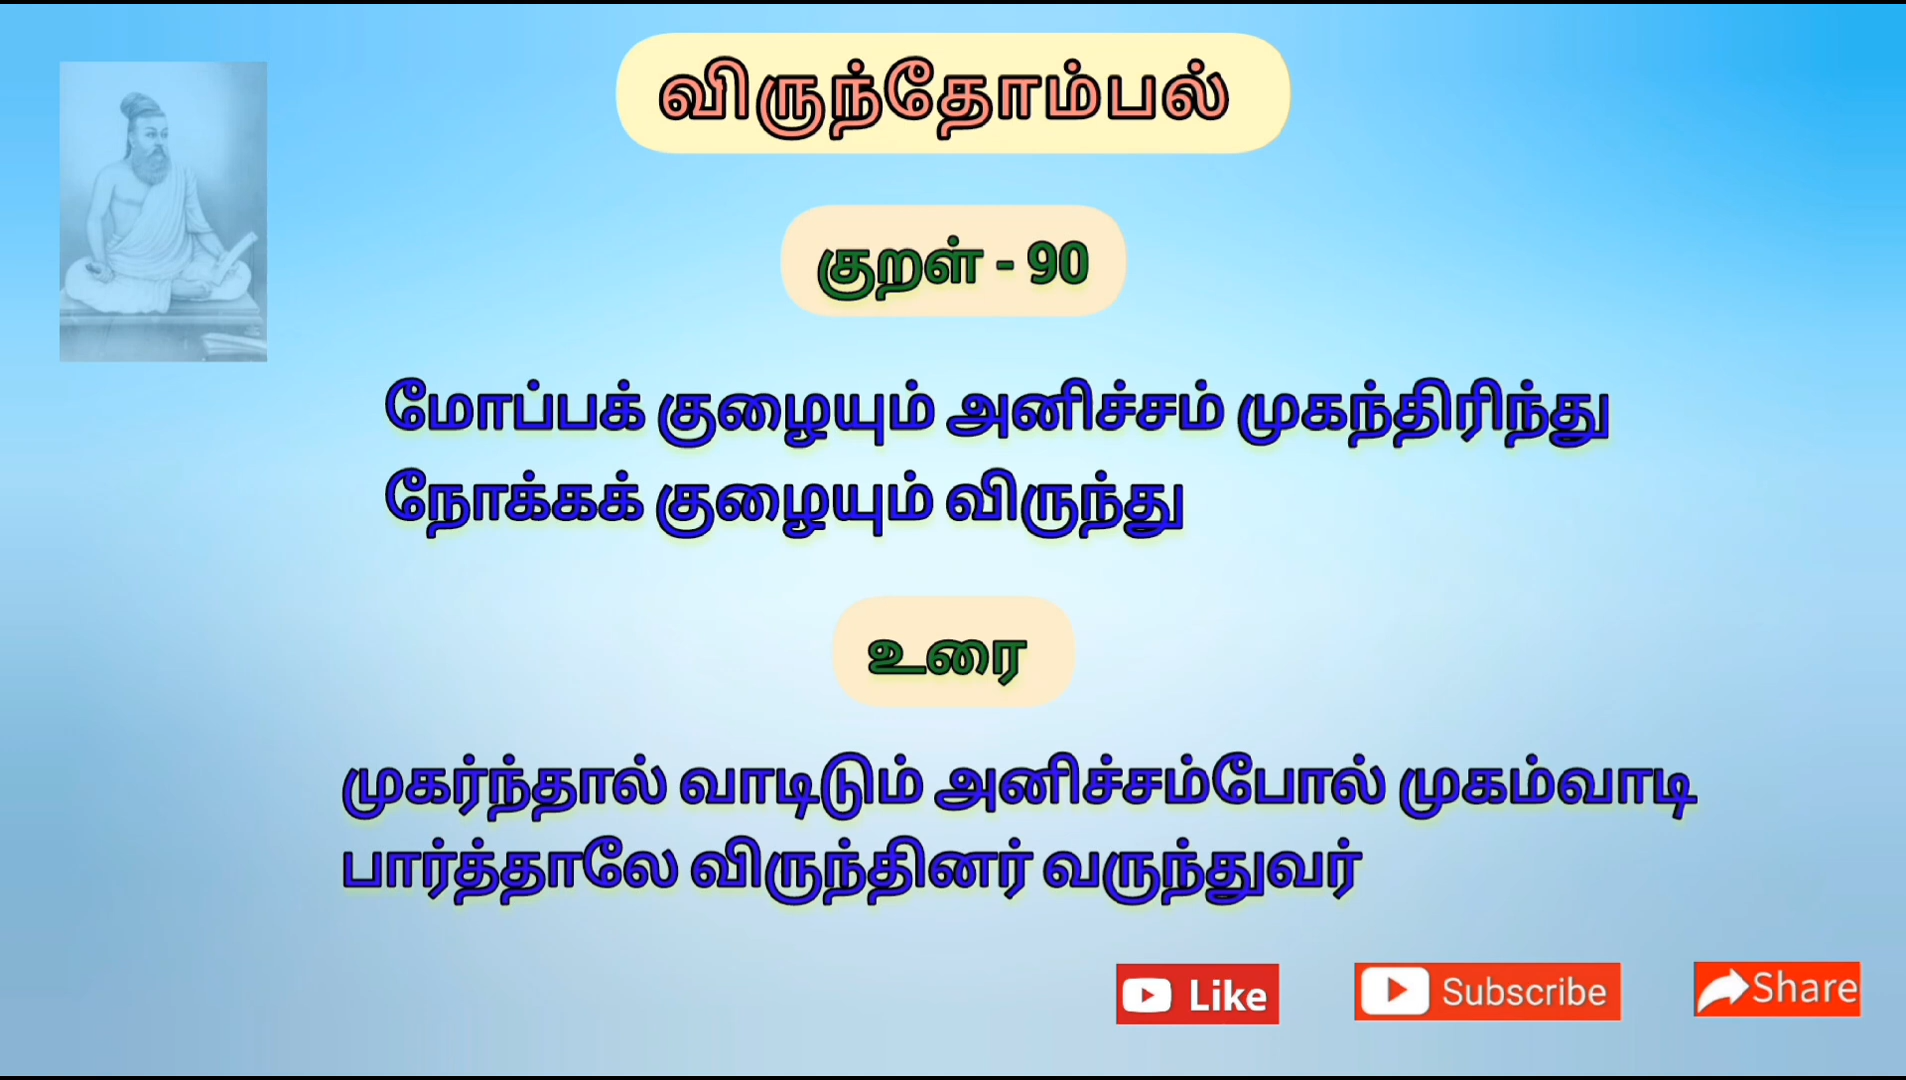 விருந்தோம்பல்
குறள் - 90
மோப்பக் குழையும் அனிச்சம் முகந்திரிந்து
நோக்கக் குழையும் விருந்து
உரை
முகர்ந்தால் வாடிடும் அனிச்சம்போல் முகம்வாடி
பார்த்தாலே விருந்தினர் வருந்துவர்
Like Subscribe Share